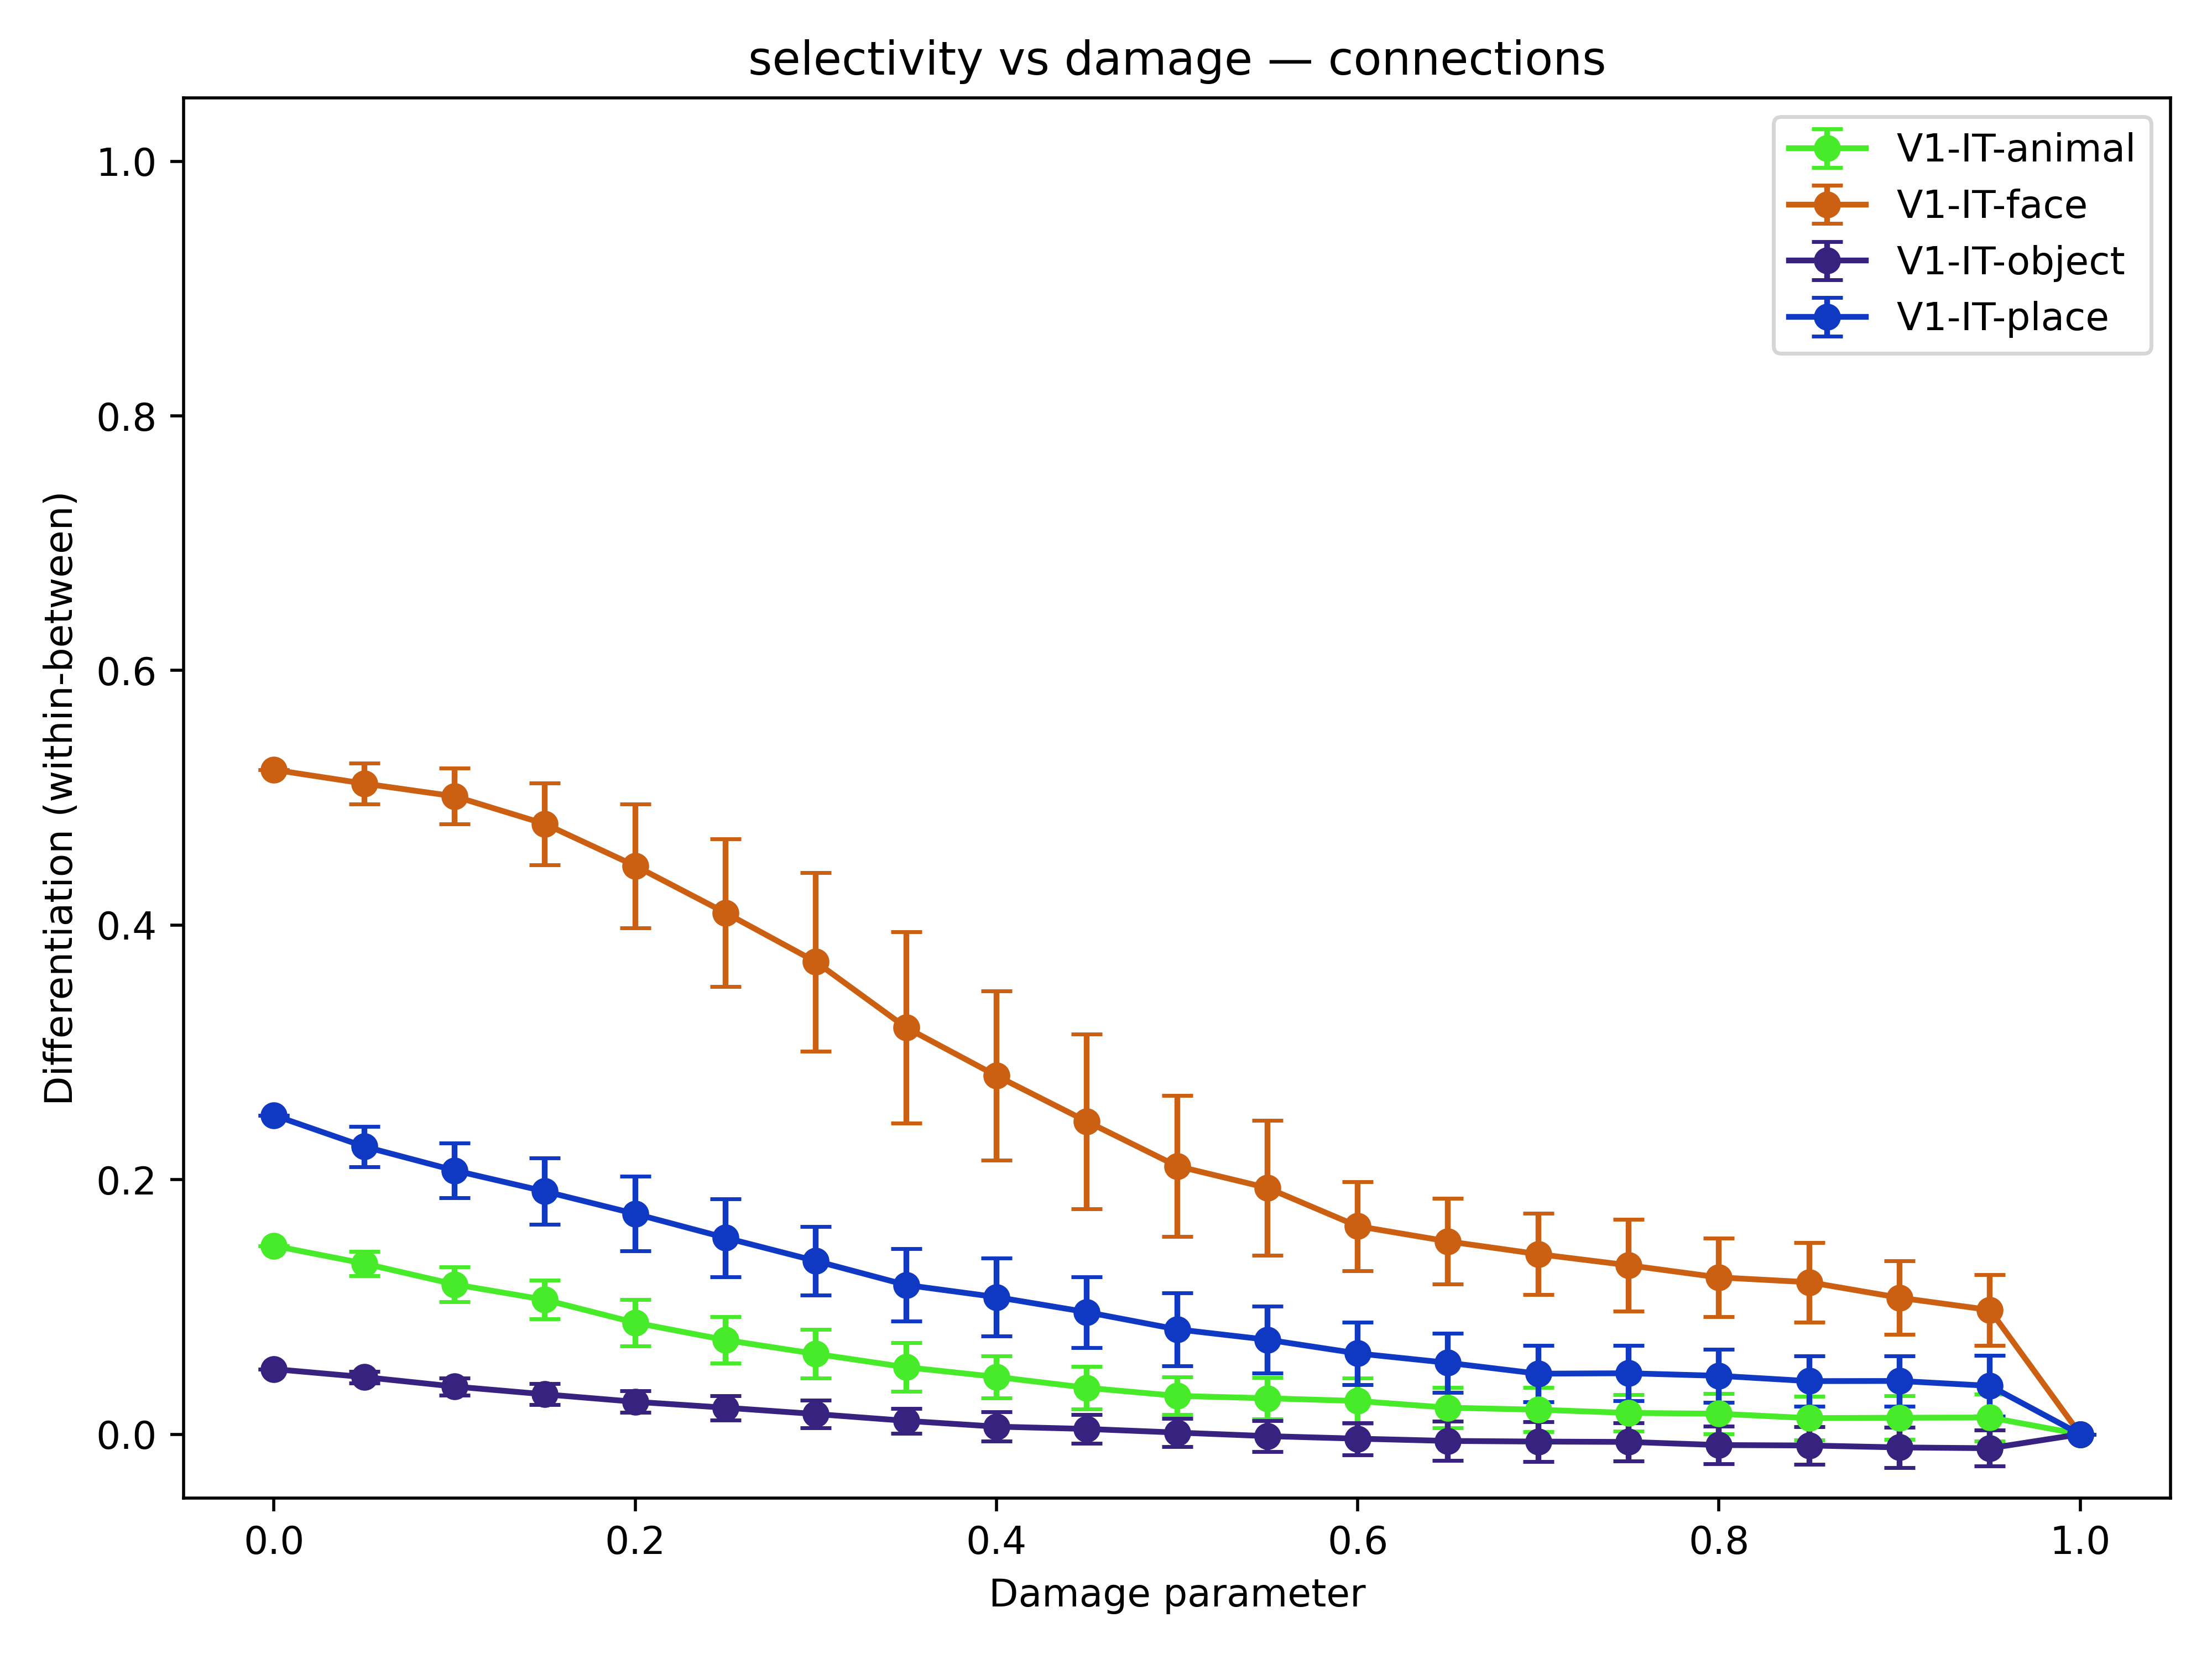 selectivity vs damage — connections
V1-IT-animal
V1-IT-face
V1-IT-object
V1-IT-place
Differentiation (within-between)
1.0
0.8
0.6
0.4
0.2
0.0
0.0 0.2 0.4 0.6 0.8 1.0
Damage parameter